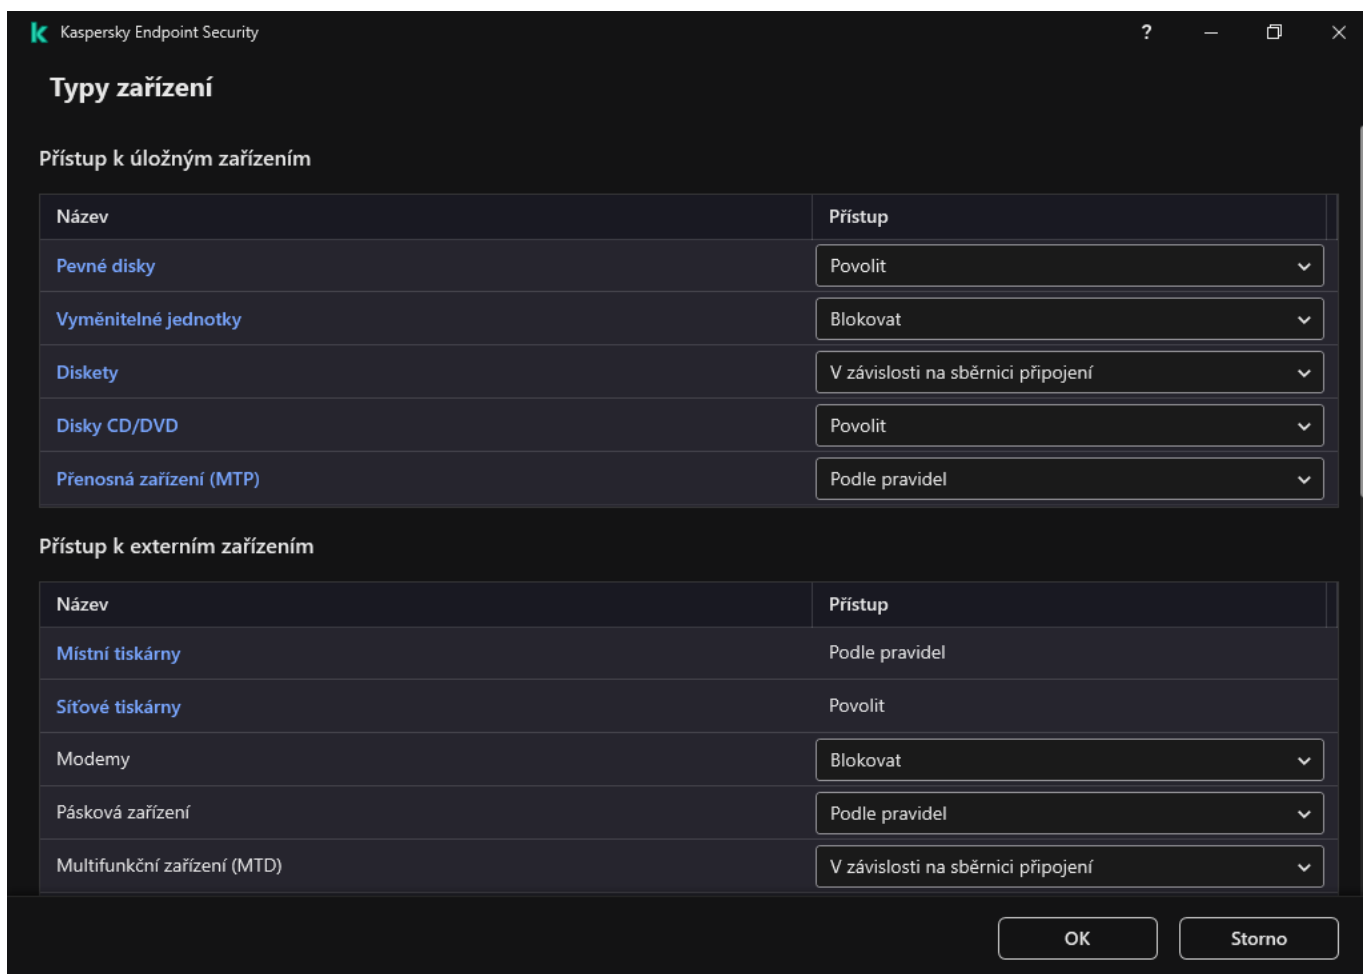 Kaspersky Endpoint Security ?
Typy zařízení
Přístup k úložným zařízením
Název Přístup
Pevné disky Povolit
Vyměnitelné jednotky Blokovat
Diskety V závislosti na sběrnici připojení
Disky CD/DVD Povolit
Přenosná zařízení (MTP) Podle pravidel
Přístup k externím zařízením
Název Přístup
Místní tiskárny Podle pravidel
Síťové tiskárny Povolit
Modemy Blokovat
Pásková zařízení Podle pravidel
Multifunkční zařízení (MTD) V závislosti na sběrnici připojení
OK Storno